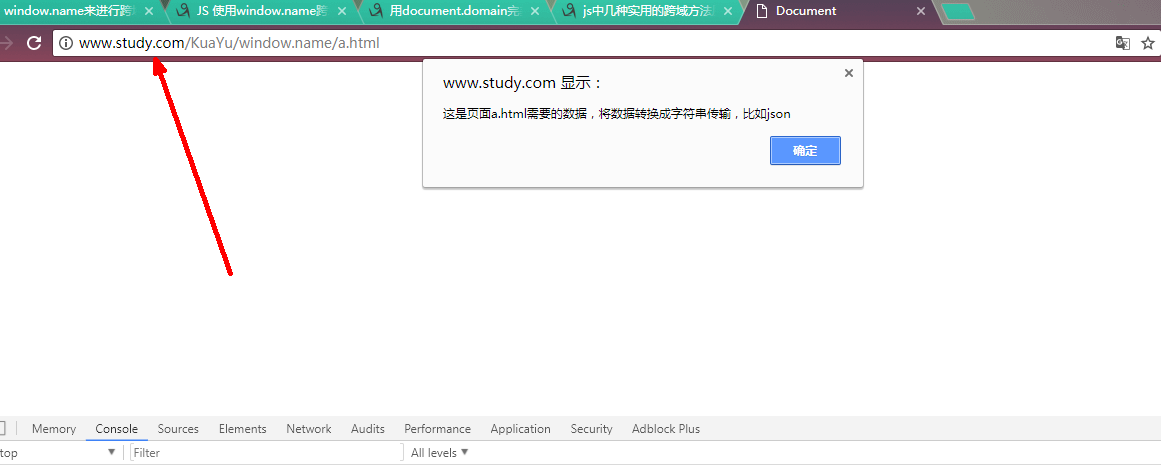 window.name来进行跨
JS 使用window.name跨
用document.domain完
js中几种实用的跨域方法
Document
www.study.com/KuaYu/window.name/a.html
www.study.com 显示：
这是页面a.html需要的数据，将数据转换成字符串传输，比如json
确定
Memory Console Sources Elements Network Audits Performance Application Security Adblock Plus
top Filter All levels